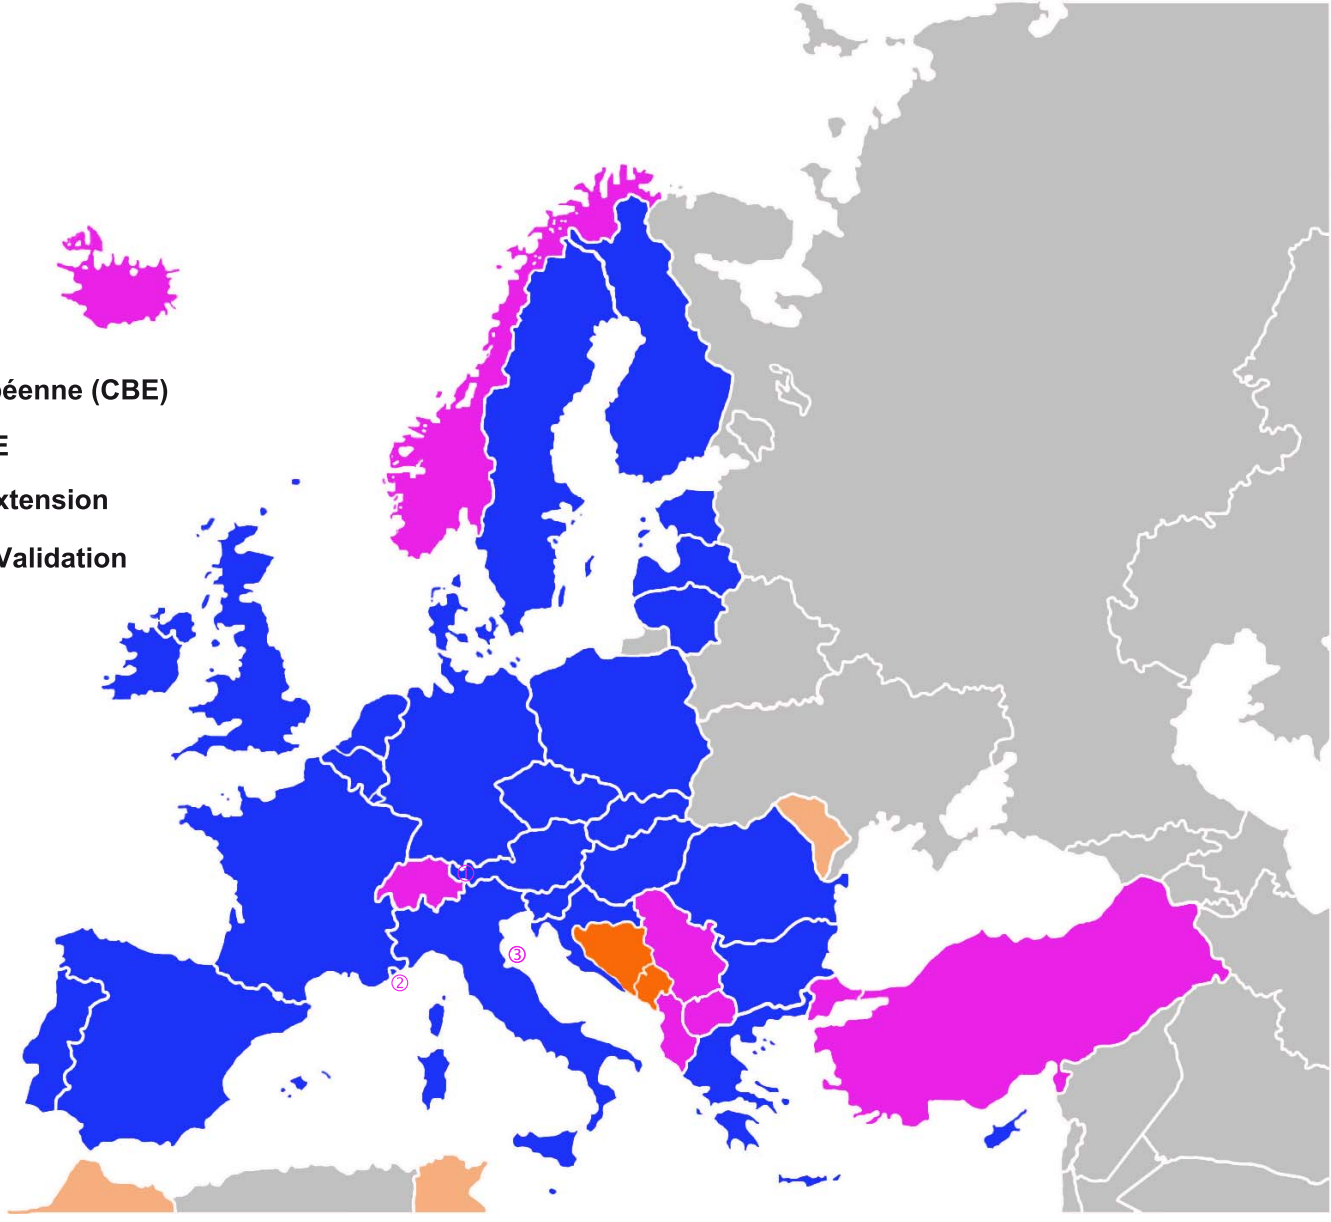 éenne (CBE)
E
xtension
Validation
①
③
②